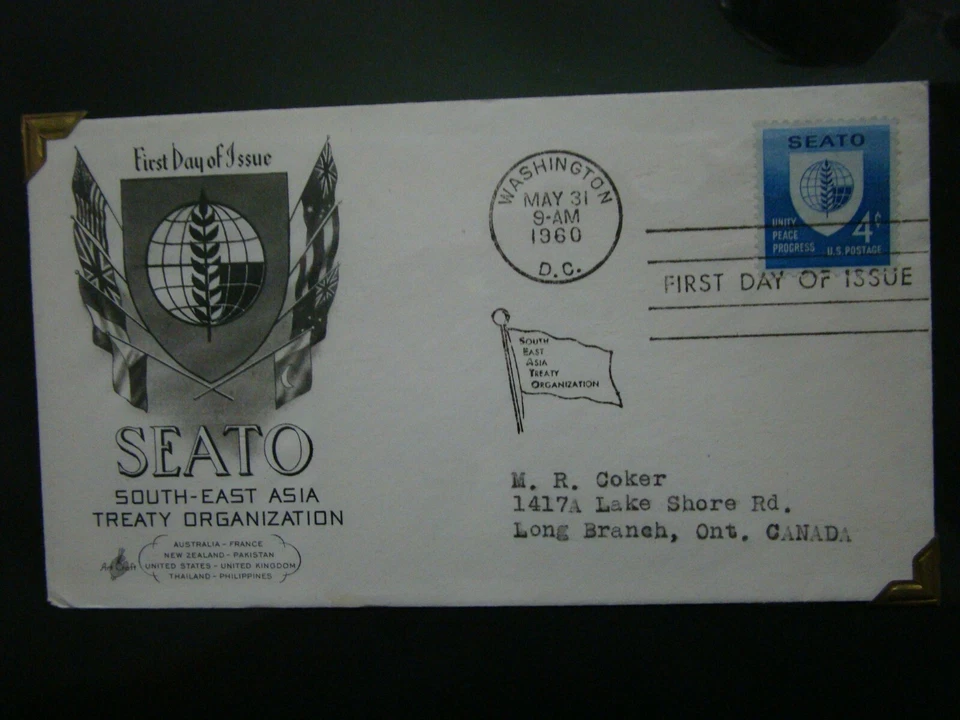 First Day of Issue
SEATO
SOUTH-EAST ASIA
TREATY ORGANIZATION
Art Craft
AUSTRALIA - FRANCE
NEW ZEALAND - PAKISTAN
UNITED STATES - UNITED KINGDOM
THAILAND - PHILIPPINES
WASHINGTON
MAY 31
9-AM
1960
D.C.
SEATO
UNITY
PEACE
PROGRESS
4¢
U.S. POSTAGE
FIRST DAY OF ISSUE
SOUTH
EAST
ASIA
TREATY
ORGANIZATION
M. R. Coker
1417A Lake Shore Rd.
Long Branch, Ont. CANADA